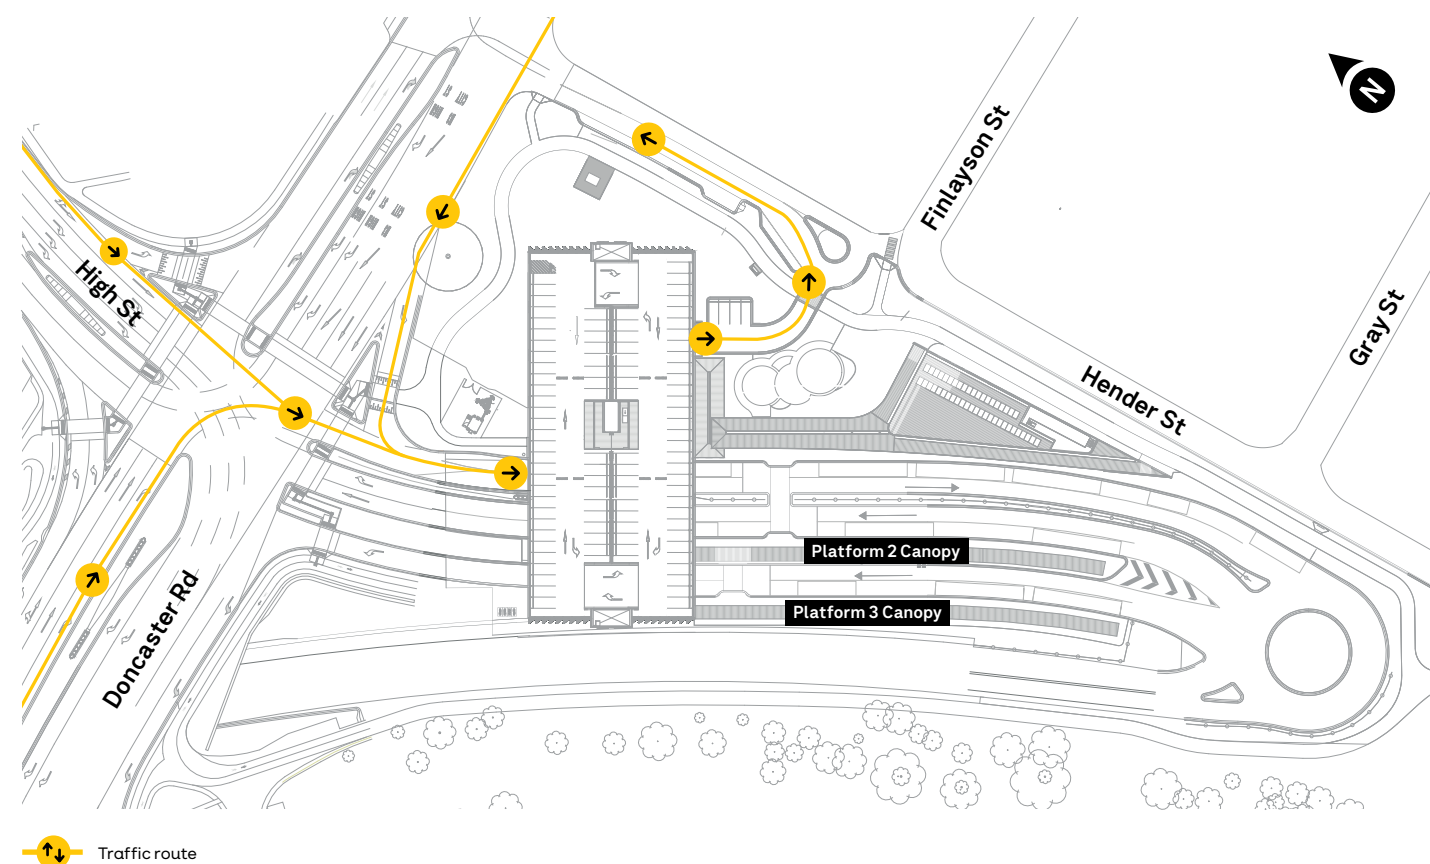 N
Finlayson St
Gray St
High St
Hender St
Platform 2 Canopy
Platform 3 Canopy
Doncaster Rd
Traffic route